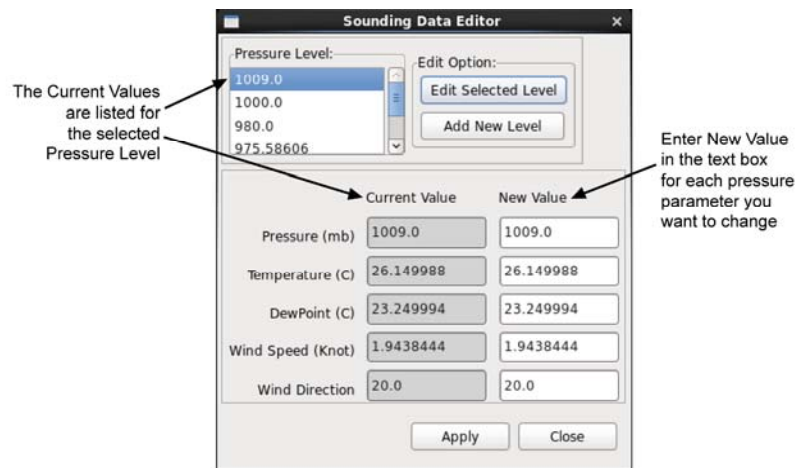 Sounding Data Editor
Pressure Level:
1009.0
1000.0
980.0
975.58606
Edit Option:
Edit Selected Level
Add New Level
The Current Values
are listed for
the selected
Pressure Level
Enter New Value
in the text box
for each pressure
parameter you
want to change
Current Value New Value
Pressure (mb) 1009.0 1009.0
Temperature (C) 26.149988 26.149988
DewPoint (C) 23.249994 23.249994
Wind Speed (Knot) 1.9438444 1.9438444
Wind Direction 20.0 20.0
Apply Close